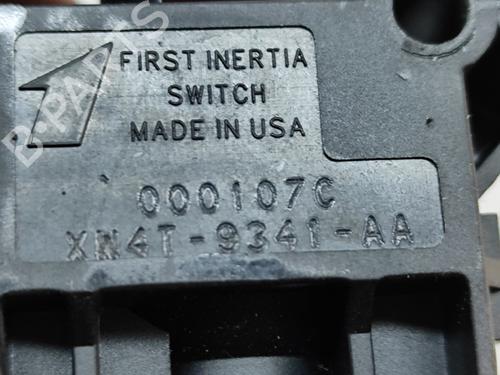 FIRST INERTIA
SWITCH
MADE IN USA
000107C
XN4T-9341-AA
B-PARTS